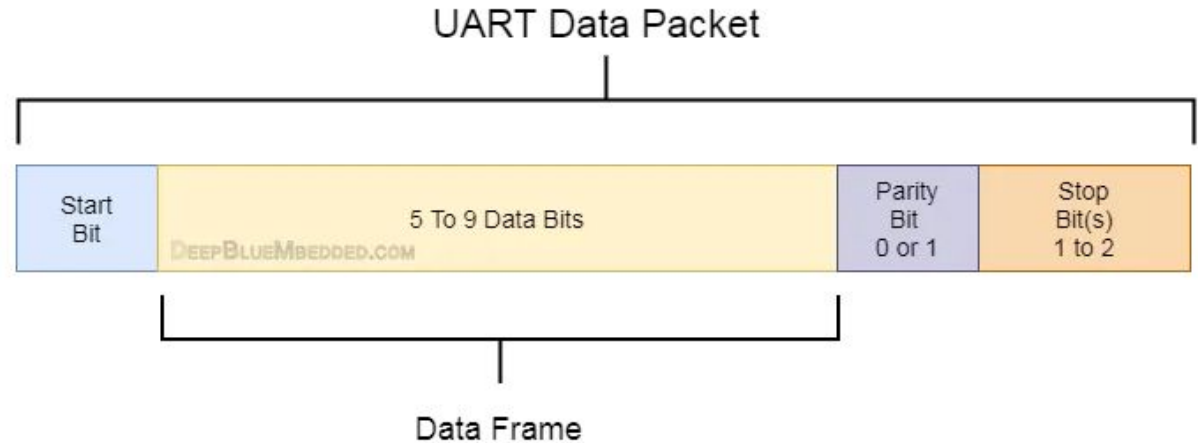 UART Data Packet
Start
Bit
5 To 9 Data Bits
DEEPBLUEMBEDDED.COM
Parity
Bit
0 or 1
Stop
Bit(s)
1 to 2
Data Frame